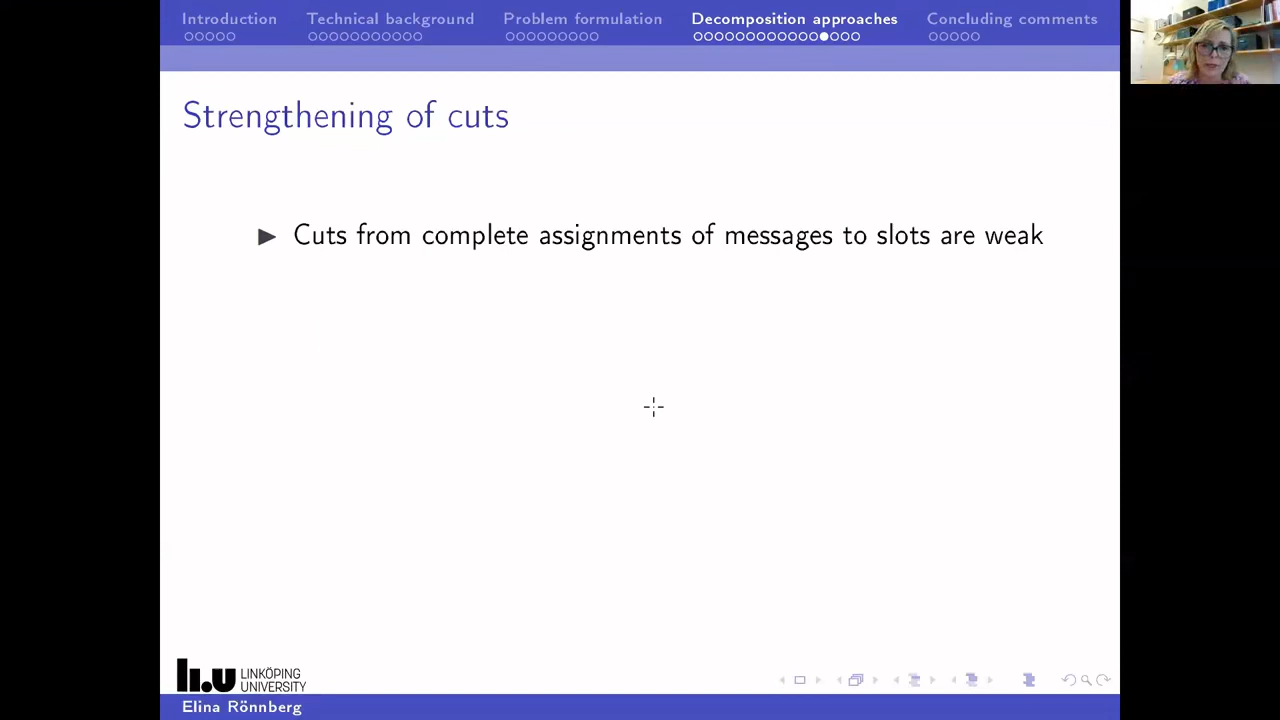 Introduction Technical background Problem formulation Decomposition approaches Concluding comments
Strengthening of cuts
Cuts from complete assignments of messages to slots are weak
li.u LINKÖPING
UNIVERSITY
Elina Rönnberg